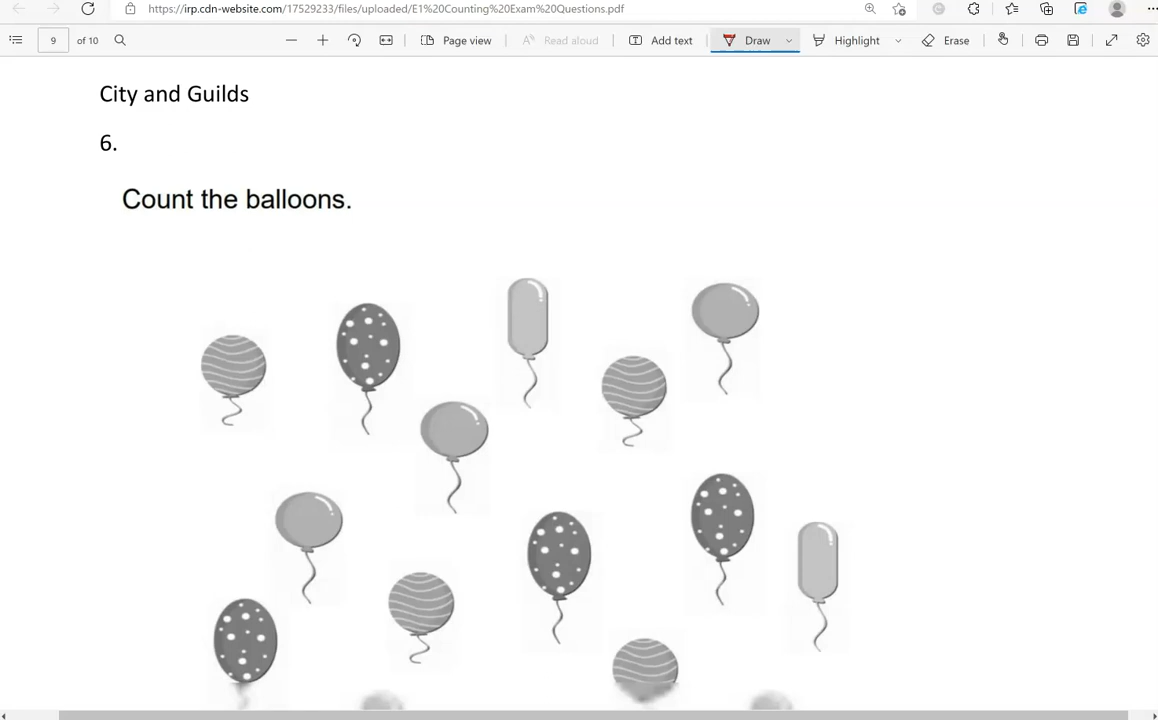 https://irp.cdn-website.com/17529233/files/uploaded/E1%20Counting%20Exam%20Questions.pdf
9 of 10 Page view Read aloud Add text Draw Highlight Erase
City and Guilds
6.
Count the balloons.